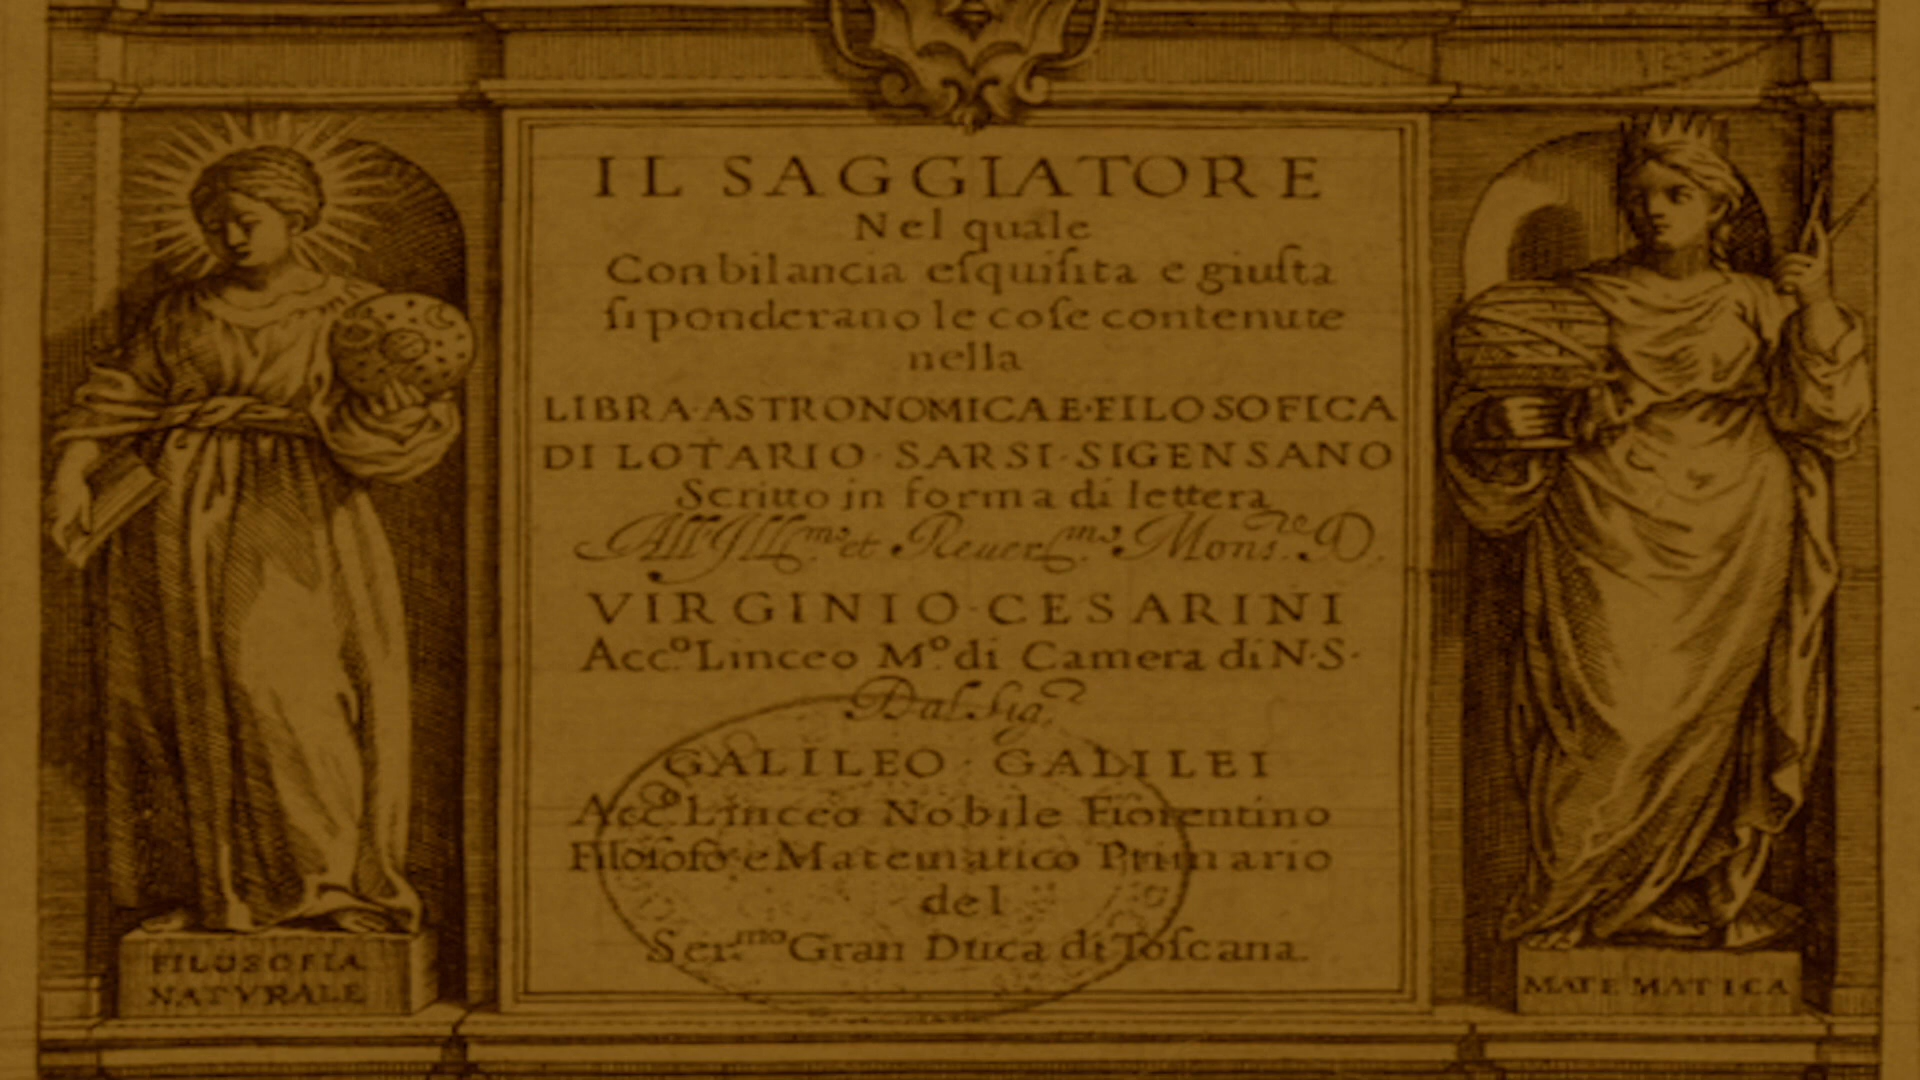 IL SAGGIATORE
Nel quale
Con bilancia eſquiſita e giuſta
ſi ponderano le coſe contenute
nella
LIBRA·ASTRONOMICA E·FILOSOFICA
DI LOTARIO·SARSI·SIGENSANO
Scritto in forma di lettera
All'Ill.mo et Reuer.mo Mons.re D.
VIRGINIO·CESARINI
Acc.o Linceo M.o di Camera di N·S·
Dal Sig.r
GALILEO·GALILEI
Acc.o Linceo Nobile Fiorentino
Filoſofo e Matematico Primario
del
Ser.mo Gran Duca di Toſcana.
FILOSOFIA
NATVRALE
MATEMATICA